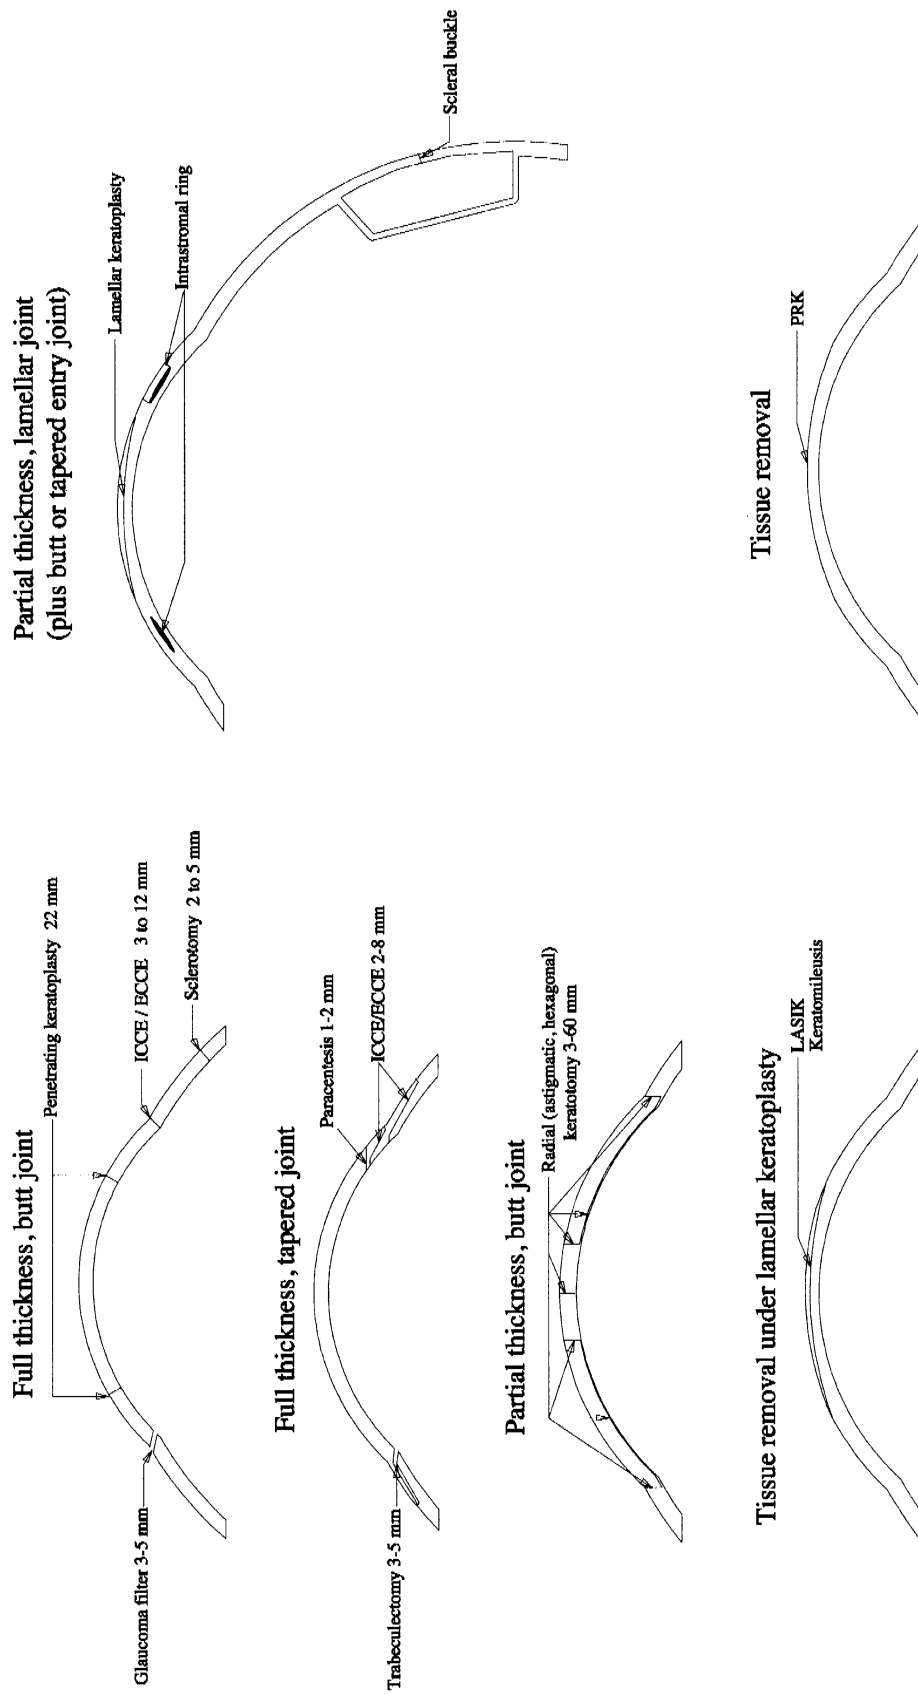 Full thickness, butt joint
Penetrating keratoplasty 22 mm
ICCE / ECCE 3 to 12 mm
Sclerotomy 2 to 5 mm
Glaucoma filter 3-5 mm
Full thickness, tapered joint
Paracentesis 1-2 mm
ICCE/ECCE 2-8 mm
Trabeculectomy 3-5 mm
Partial thickness, butt joint
Radial (astigmatic, hexagonal)
keratotomy 3-60 mm
Tissue removal under lamellar keratoplasty
LASIK
Keratomileusis
Partial thickness, lamellar joint
(plus butt or tapered entry joint)
Lamellar keratoplasty
Intrastromal ring
Scleral buckle
Tissue removal
PRK